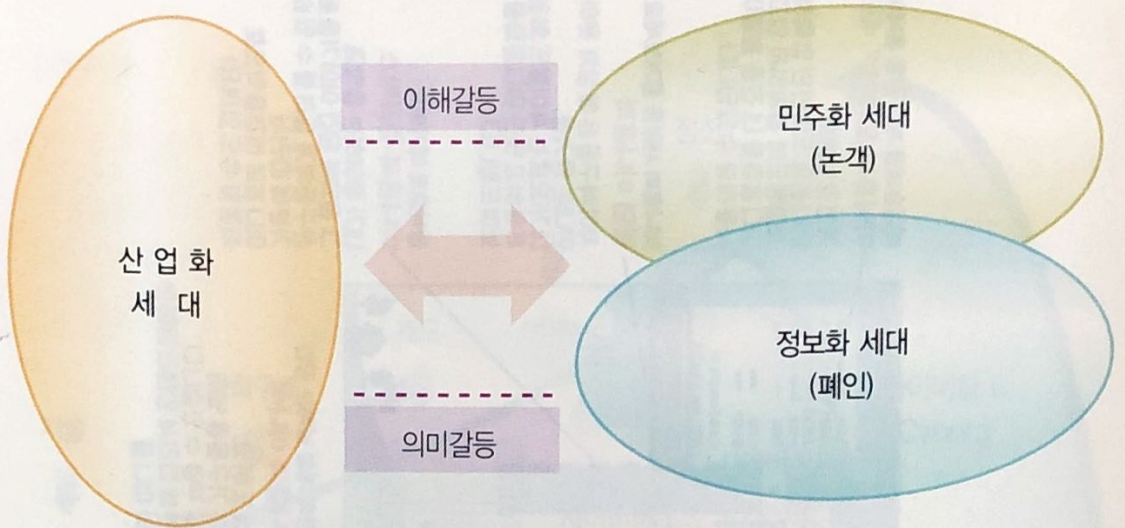 이해갈등
민주화 세대
(논객)
산 업 화
세 대
정보화 세대
(폐인)
의미갈등